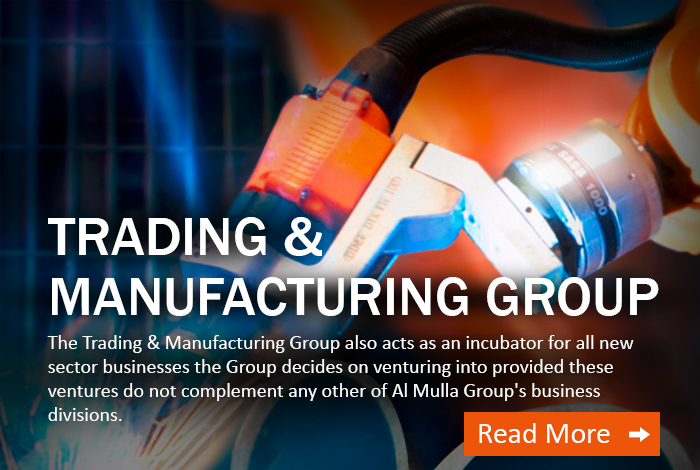 TRADING &
MANUFACTURING GROUP
The Trading & Manufacturing Group also acts as an incubator for all new
sector businesses the Group decides on venturing into provided these
ventures do not complement any other of Al Mulla Group's business
divisions.
Read More